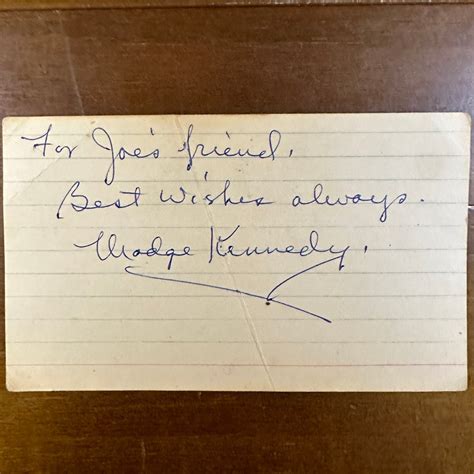 For Joe's friend.
Best Wishes always.
Madge Kennedy.